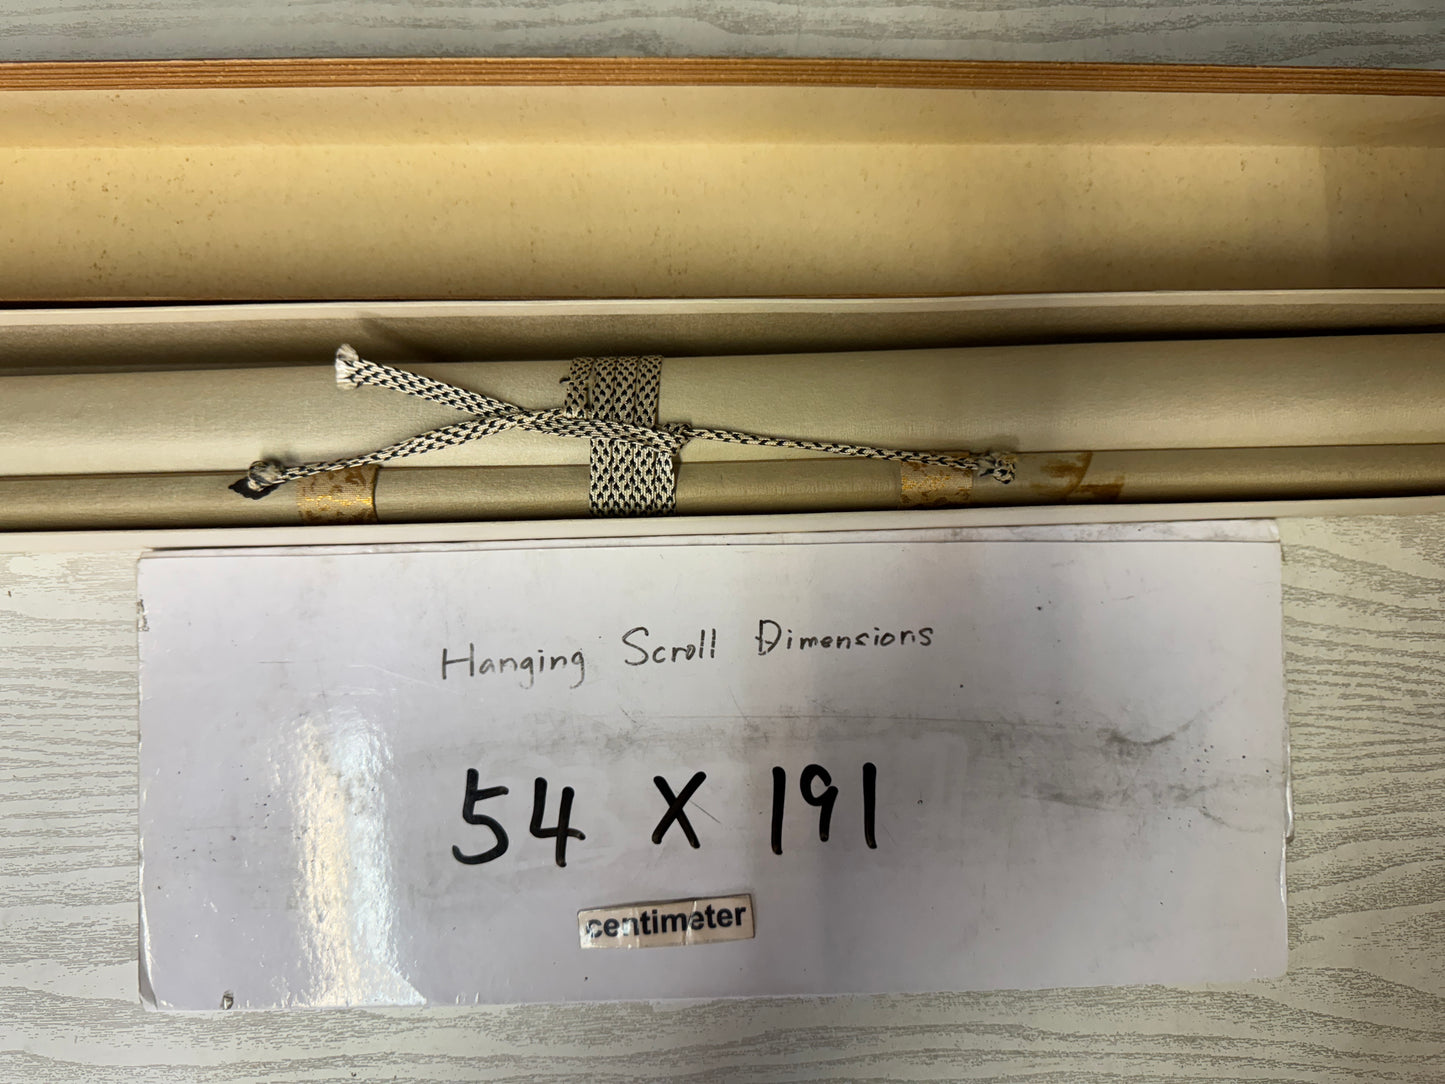 Hanging Scroll Dimensions
54 X 191
centimeter